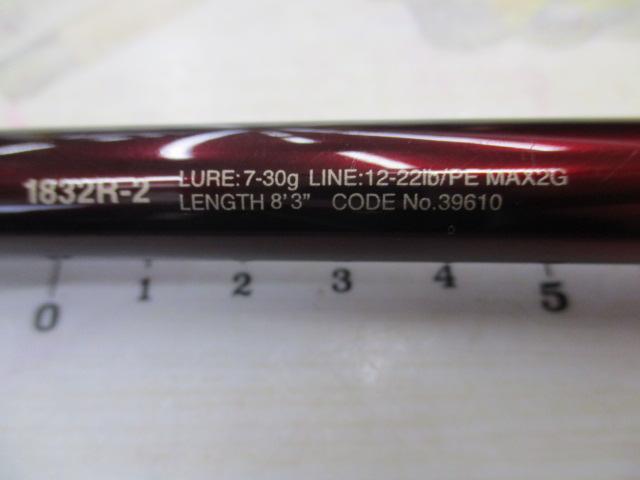 1832R-2 LURE:7-30g LINE:12-22lb/PE MAX2G
LENGTH 8'3" CODE No.39610
0 1 2 3 4 5